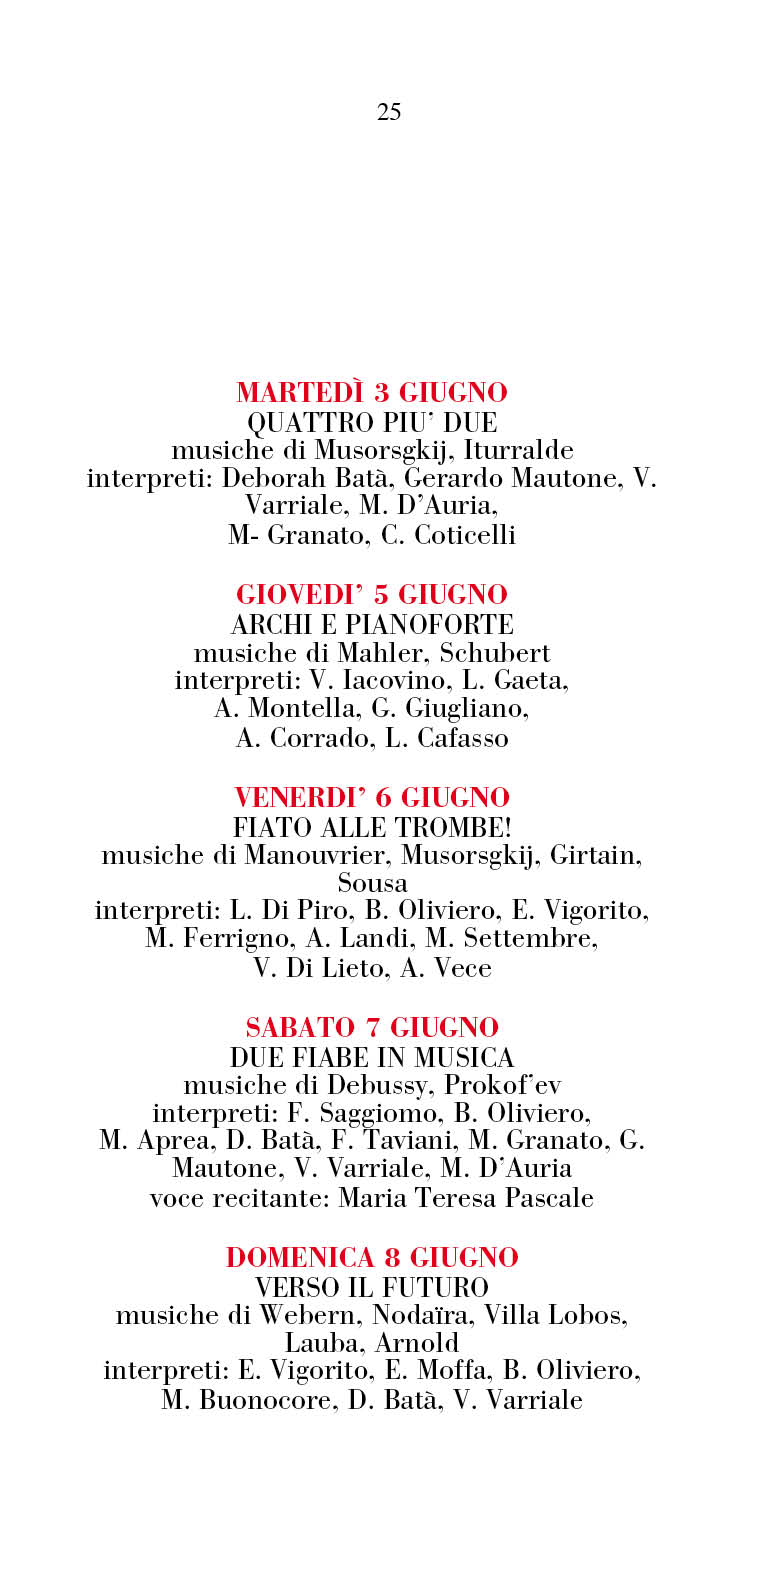 25
MARTEDÌ 3 GIUGNO
QUATTRO PIU' DUE
musiche di Musorsgkij, Iturralde
interpreti: Deborah Batà, Gerardo Mautone, V.
Varriale, M. D'Auria,
M- Granato, C. Coticelli
GIOVEDI' 5 GIUGNO
ARCHI E PIANOFORTE
musiche di Mahler, Schubert
interpreti: V. Iacovino, L. Gaeta,
A. Montella, G. Giugliano,
A. Corrado, L. Cafasso
VENERDI' 6 GIUGNO
FIATO ALLE TROMBE!
musiche di Manouvrier, Musorsgkij, Girtain,
Sousa
interpreti: L. Di Piro, B. Oliviero, E. Vigorito,
M. Ferrigno, A. Landi, M. Settembre,
V. Di Lieto, A. Vece
SABATO 7 GIUGNO
DUE FIABE IN MUSICA
musiche di Debussy, Prokof'ev
interpreti: F. Saggiomo, B. Oliviero,
M. Aprea, D. Batà, F. Taviani, M. Granato, G.
Mautone, V. Varriale, M. D'Auria
voce recitante: Maria Teresa Pascale
DOMENICA 8 GIUGNO
VERSO IL FUTURO
musiche di Webern, Nodaïra, Villa Lobos,
Lauba, Arnold
interpreti: E. Vigorito, E. Moffa, B. Oliviero,
M. Buonocore, D. Batà, V. Varriale